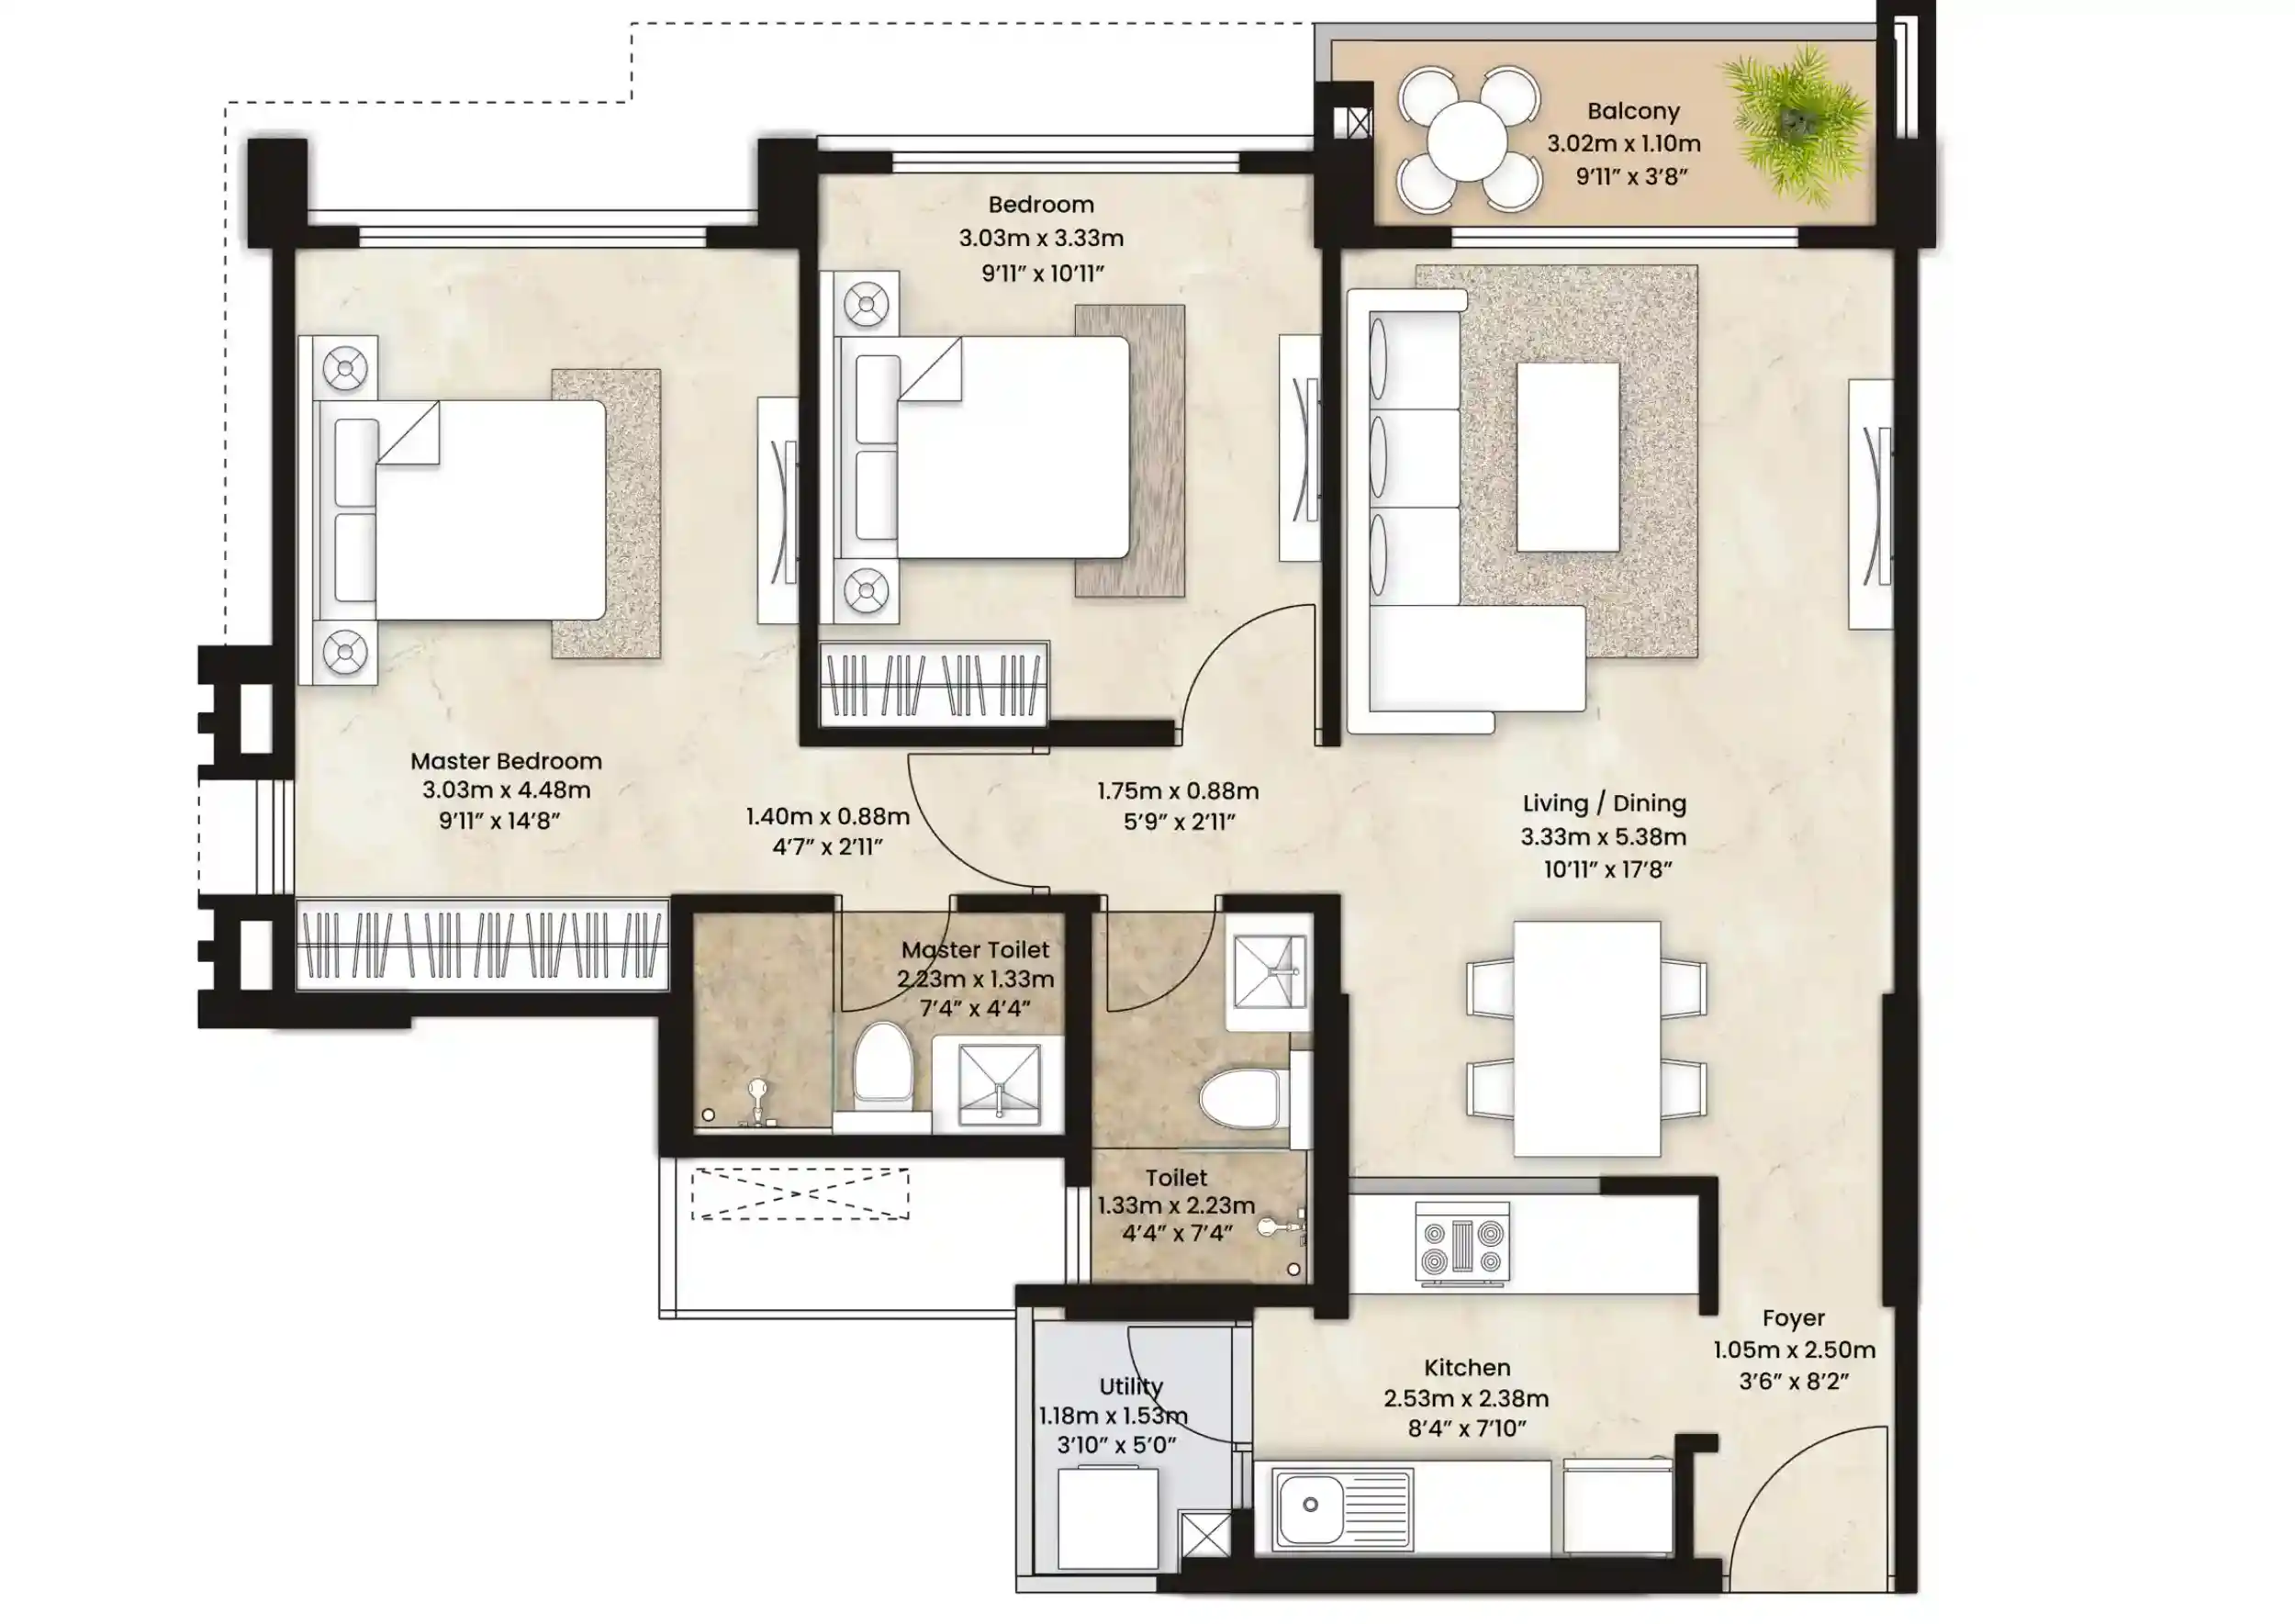 Balcony
3.02m x 1.10m
9'11” x 3'8”
Bedroom
3.03m x 3.33m
9'11” x 10'11”
Master Bedroom
3.03m x 4.48m
9'11” x 14'8”
1.40m x 0.88m
4'7” x 2'11”
1.75m x 0.88m
5'9” x 2'11”
Living / Dining
3.33m x 5.38m
10'11” x 17'8”
Master Toilet
2.23m x 1.33m
7'4” x 4'4”
Toilet
1.33m x 2.23m
4'4” x 7'4”
Foyer
1.05m x 2.50m
3'6” x 8'2”
Kitchen
2.53m x 2.38m
8'4” x 7'10”
Utility
1.18m x 1.53m
3'10” x 5'0”